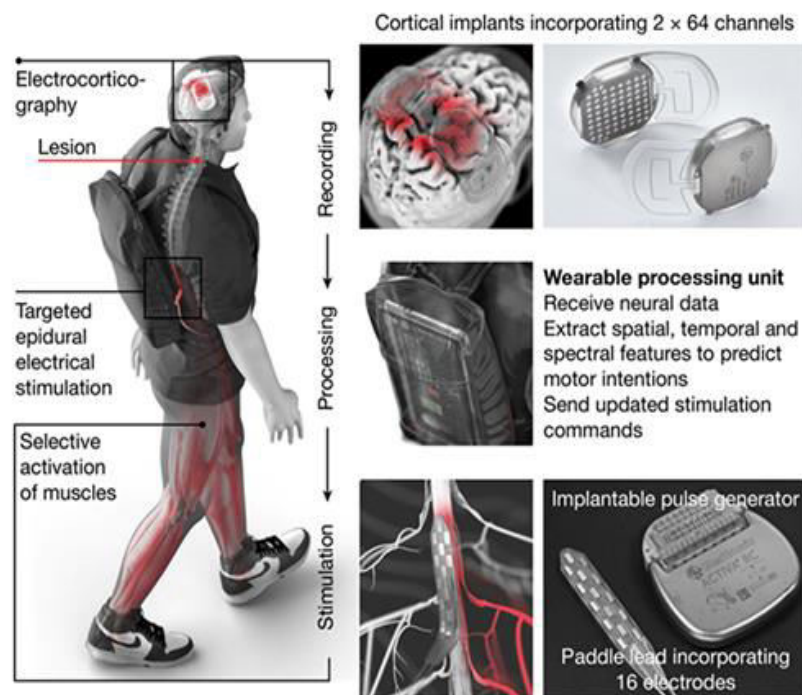 Cortical implants incorporating 2 × 64 channels
Electrocortico-
graphy
Lesion
Recording
Targeted
epidural
electrical
stimulation
Processing
Wearable processing unit
Receive neural data
Extract spatial, temporal and
spectral features to predict
motor intentions
Send updated stimulation
commands
Selective
activation
of muscles
Stimulation
Implantable pulse generator
ACTIVA RC
Paddle lead incorporating
16 electrodes